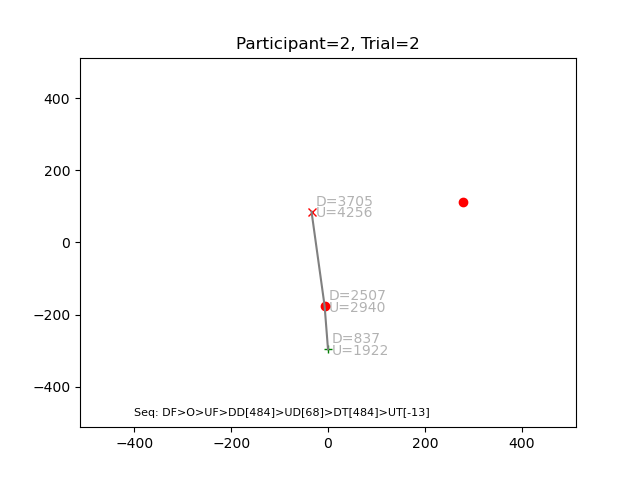 Participant=2, Trial=2
400
200
0
−200
−400
D=3705
U=4256
D=2507
U=2940
D=837
U=1922
Seq: DF>O>UF>DD[484]>UD[68]>DT[484]>UT[-13]
−400 −200 0 200 400